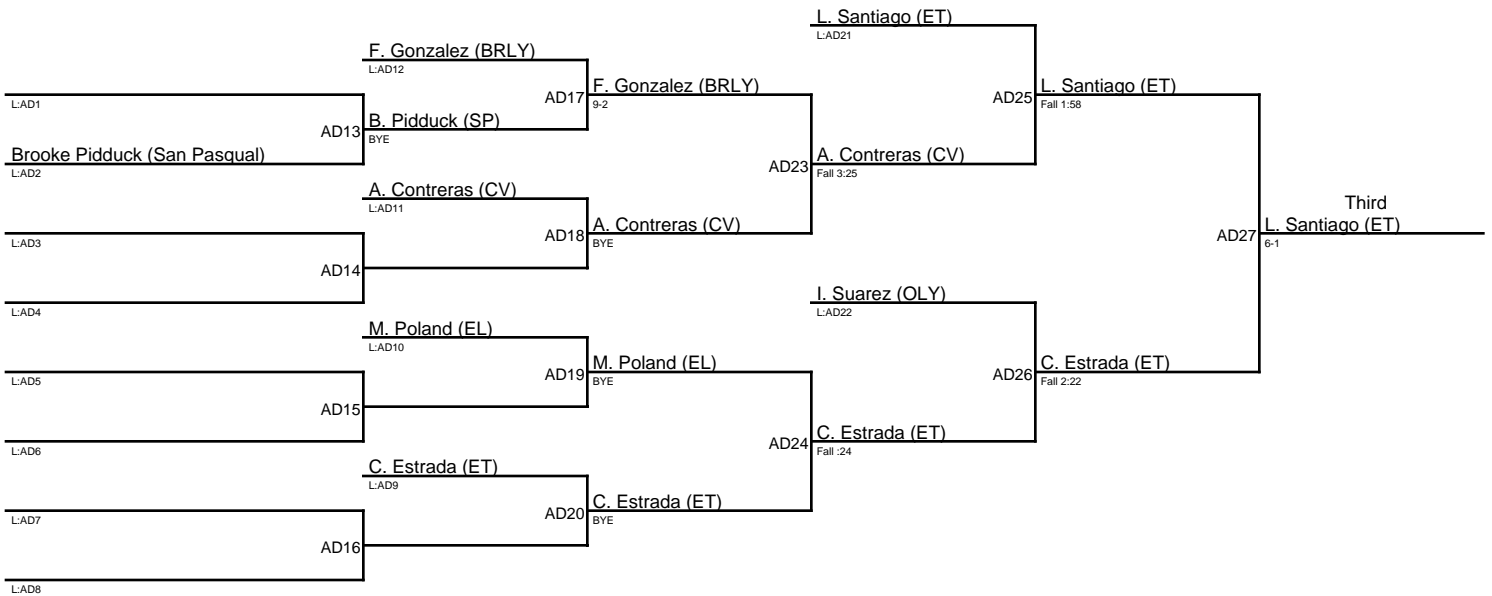 L. Santiago (ET)
L:AD21
F. Gonzalez (BRLY)
L:AD12
AD17
F. Gonzalez (BRLY)
9-2
AD25
L. Santiago (ET)
Fall 1:58
L:AD1
AD13
B. Pidduck (SP)
BYE
Brooke Pidduck (San Pasqual)
L:AD2
AD23
A. Contreras (CV)
Fall 3:25
A. Contreras (CV)
L:AD11
Third
L:AD3
AD18
A. Contreras (CV)
BYE
AD27
L. Santiago (ET)
6-1
AD14
L:AD4
I. Suarez (OLY)
L:AD22
M. Poland (EL)
L:AD10
L:AD5
AD19
M. Poland (EL)
BYE
AD26
C. Estrada (ET)
Fall 2:22
AD15
L:AD6
AD24
C. Estrada (ET)
Fall :24
C. Estrada (ET)
L:AD9
L:AD7
AD20
C. Estrada (ET)
BYE
AD16
L:AD8